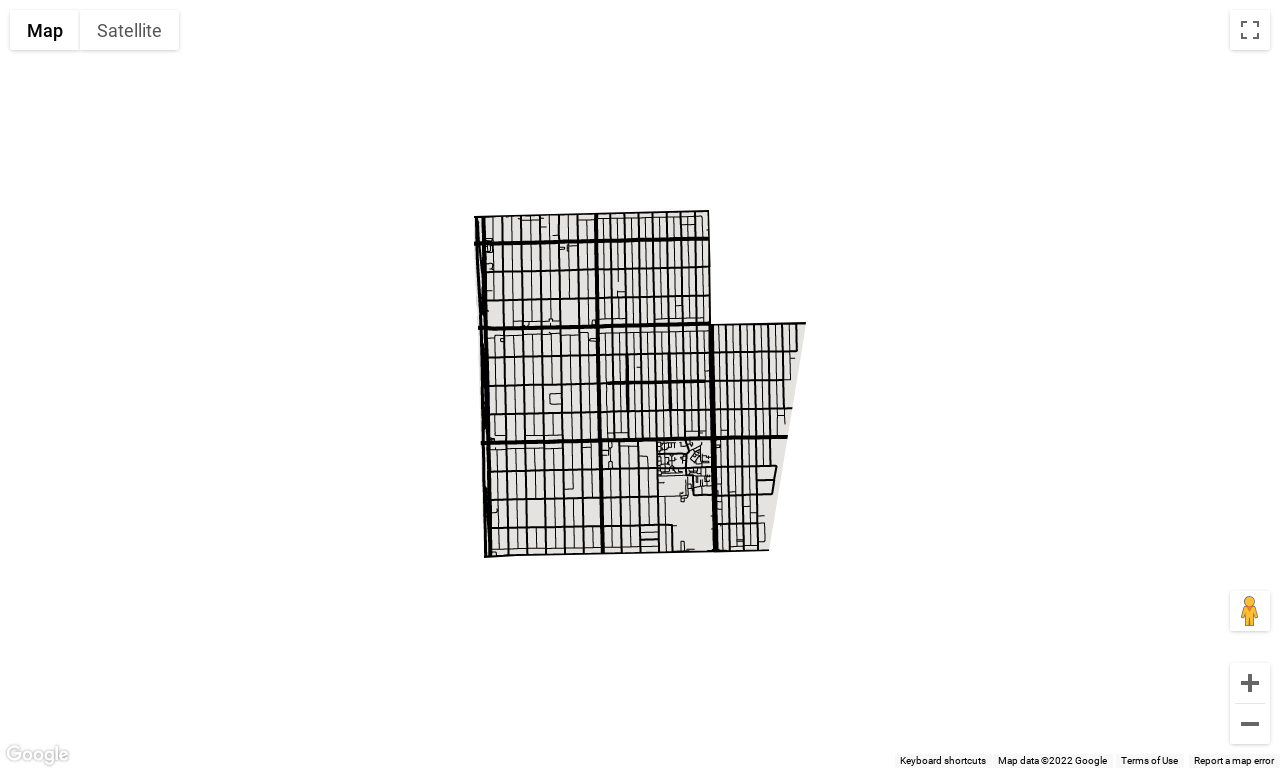 Map Satellite
Google
Keyboard shortcuts Map data ©2022 Google Terms of Use Report a map error